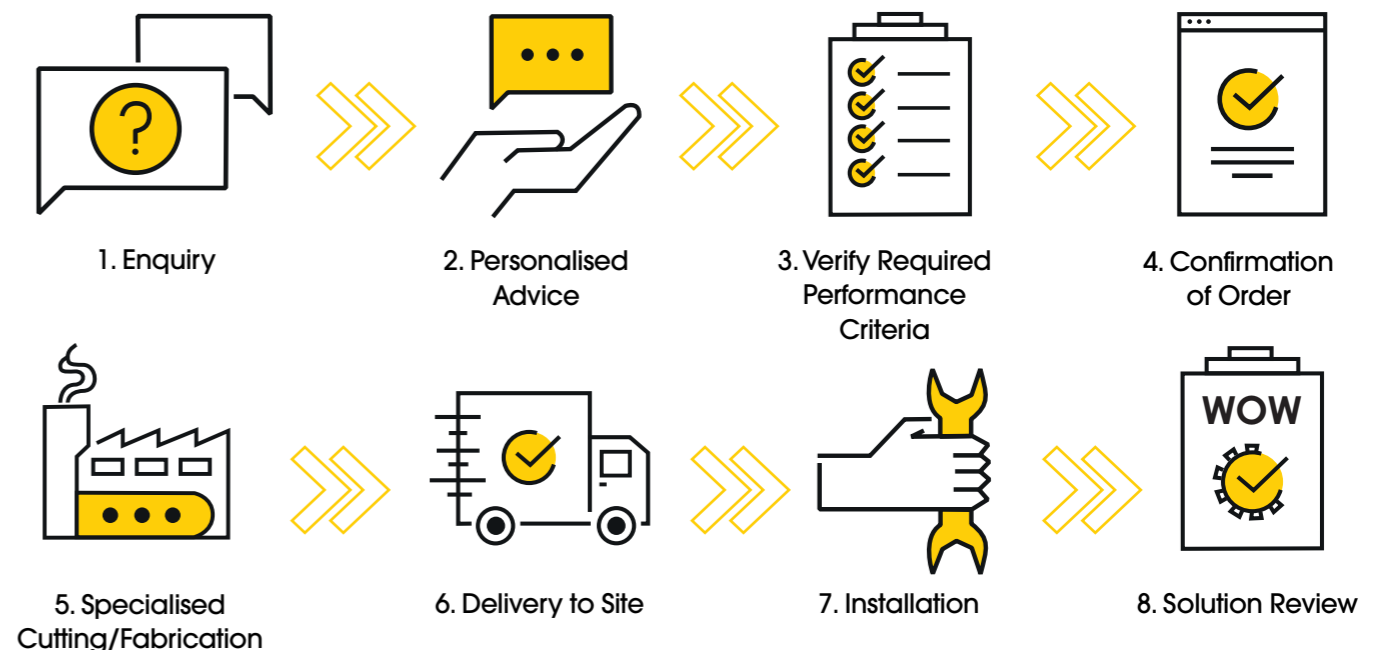 ?
1. Enquiry
2. Personalised
Advice
3. Verify Required
Performance
Criteria
4. Confirmation
of Order
WOW
5. Specialised
Cutting/Fabrication
6. Delivery to Site
7. Installation
8. Solution Review